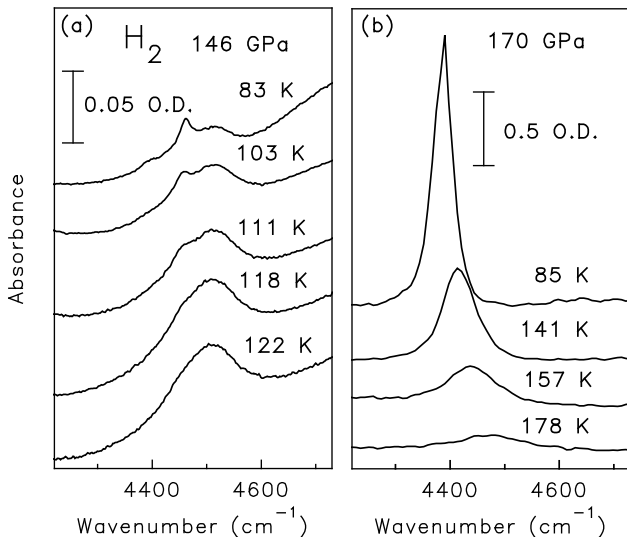 (a) H₂ 146 GPa
83 K
0.05 O.D.
103 K
111 K
118 K
122 K
4400 4600
Wavenumber (cm⁻¹)
Absorbance
(b) 170 GPa
0.5 O.D.
85 K
141 K
157 K
178 K
4400 4600
Wavenumber (cm⁻¹)